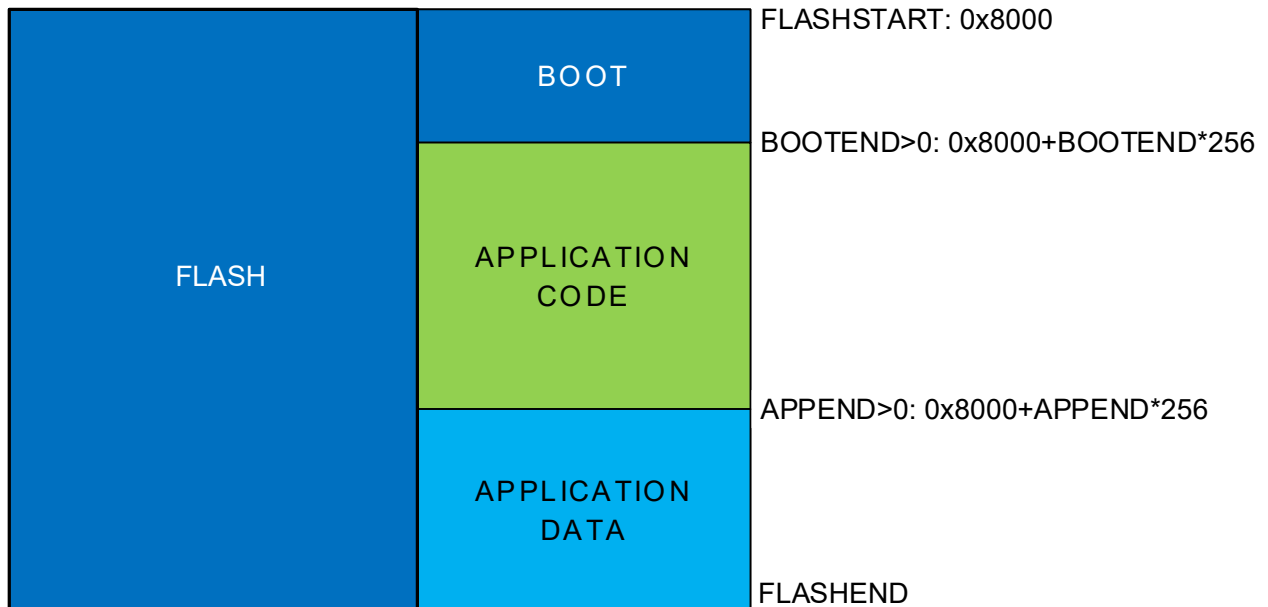 FLASHSTART: 0x8000
BOOT
BOOTEND>0: 0x8000+BOOTEND*256
FLASH
APPLICATION
CODE
APPEND>0: 0x8000+APPEND*256
APPLICATION
DATA
FLASHEND